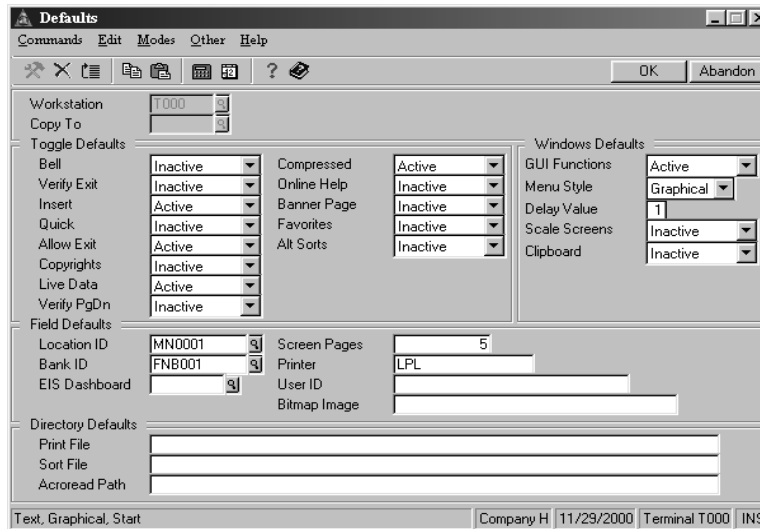 Defaults
Commands Edit Modes Other Help
OK Abandon
Workstation T000
Copy To
Toggle Defaults
Bell Inactive
Verify Exit Inactive
Insert Active
Quick Inactive
Allow Exit Active
Copyrights Inactive
Live Data Active
Verify PgDn Inactive
Compressed Active
Online Help Inactive
Banner Page Inactive
Favorites Inactive
Alt Sorts Inactive
Windows Defaults
GUI Functions Active
Menu Style Graphical
Delay Value 1
Scale Screens Inactive
Clipboard Inactive
Field Defaults
Location ID MN0001
Bank ID FNB001
EIS Dashboard
Screen Pages 5
Printer LPL
User ID
Bitmap Image
Directory Defaults
Print File
Sort File
Acroread Path
Text, Graphical, Start Company H 11/29/2000 Terminal T000 INS